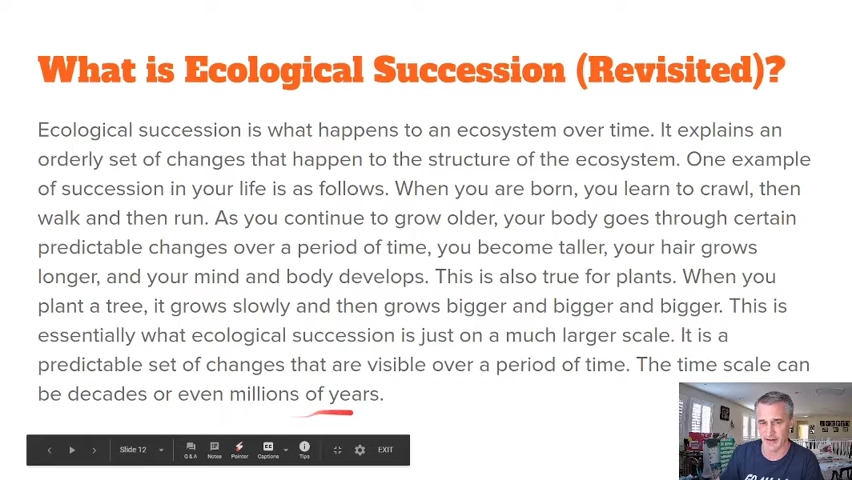 What is Ecological Succession (Revisited)?
Ecological succession is what happens to an ecosystem over time. It explains an
orderly set of changes that happen to the structure of the ecosystem. One example
of succession in your life is as follows. When you are born, you learn to crawl, then
walk and then run. As you continue to grow older, your body goes through certain
predictable changes over a period of time, you become taller, your hair grows
longer, and your mind and body develops. This is also true for plants. When you
plant a tree, it grows slowly and then grows bigger and bigger and bigger. This is
essentially what ecological succession is just on a much larger scale. It is a
predictable set of changes that are visible over a period of time. The time scale can
be decades or even millions of years.
Slide 12
Q & A
Notes
Pointer
CC
Captions
Tips
EXIT